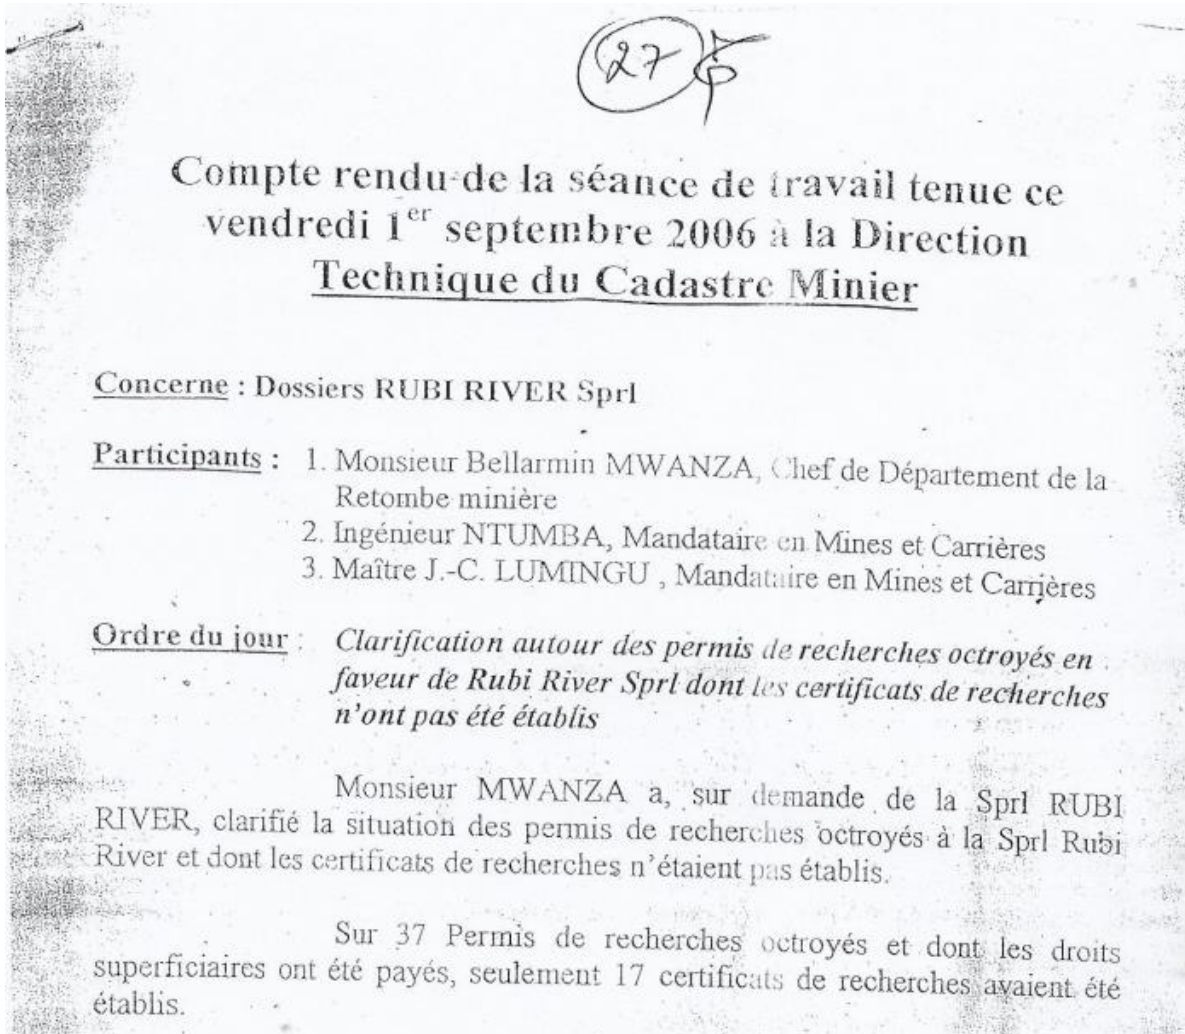 27
Compte rendu de la séance de travail tenue ce
vendredi 1er septembre 2006 à la Direction
Technique du Cadastre Minier
Concerne : Dossiers RUBI RIVER Sprl
Participants : 1. Monsieur Bellarmin MWANZA, Chef de Département de la
Retombe minière
2. Ingénieur NTUMBA, Mandataire en Mines et Carrières
3. Maître J.-C. LUMINGU , Mandataire en Mines et Carrières
Ordre du jour : Clarification autour des permis de recherches octroyés en
faveur de Rubi River Sprl dont les certificats de recherches
n'ont pas été établis
Monsieur MWANZA a, sur demande de la Sprl RUBI
RIVER, clarifié la situation des permis de recherches octroyés à la Sprl Rubi
River et dont les certificats de recherches n'étaient pas établis.
Sur 37 Permis de recherches octroyés et dont les droits
superficiaires ont été payés, seulement 17 certificats de recherches avaient été
établis.